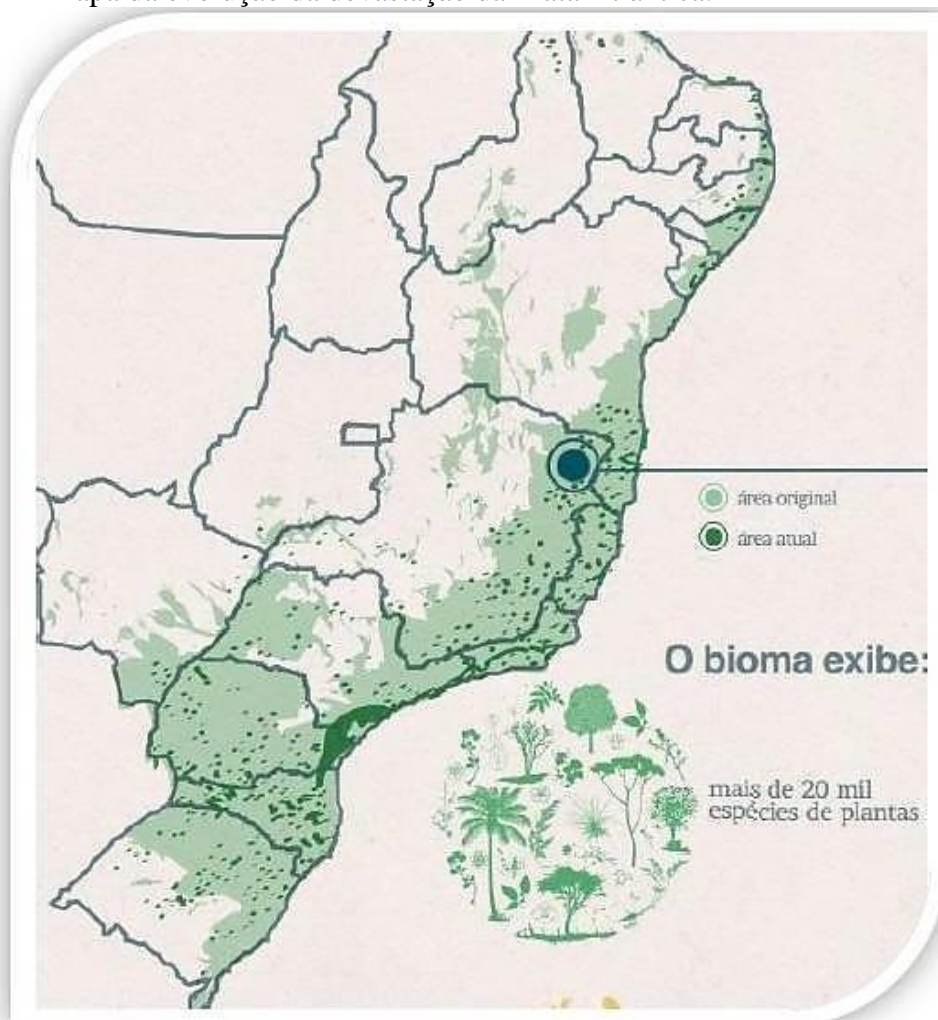 área original
área atual
O bioma exibe:
mais de 20 mil
espécies de plantas